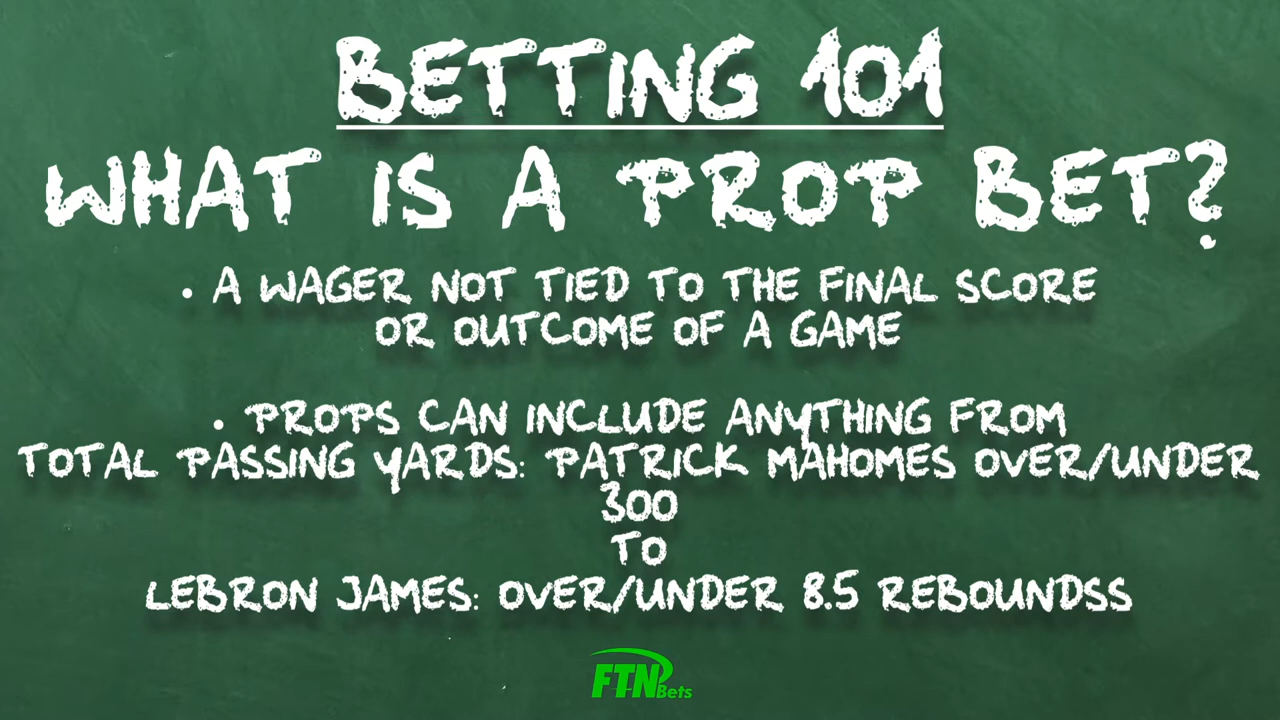 BETTING 101
WHAT IS A PROP BET?
• A WAGER NOT TIED TO THE FINAL SCORE
OR OUTCOME OF A GAME
• PROPS CAN INCLUDE ANYTHING FROM
TOTAL PASSING YARDS: PATRICK MAHOMES OVER/UNDER
300
TO
LEBRON JAMES: OVER/UNDER 8.5 REBOUNDSS
FTN Bets